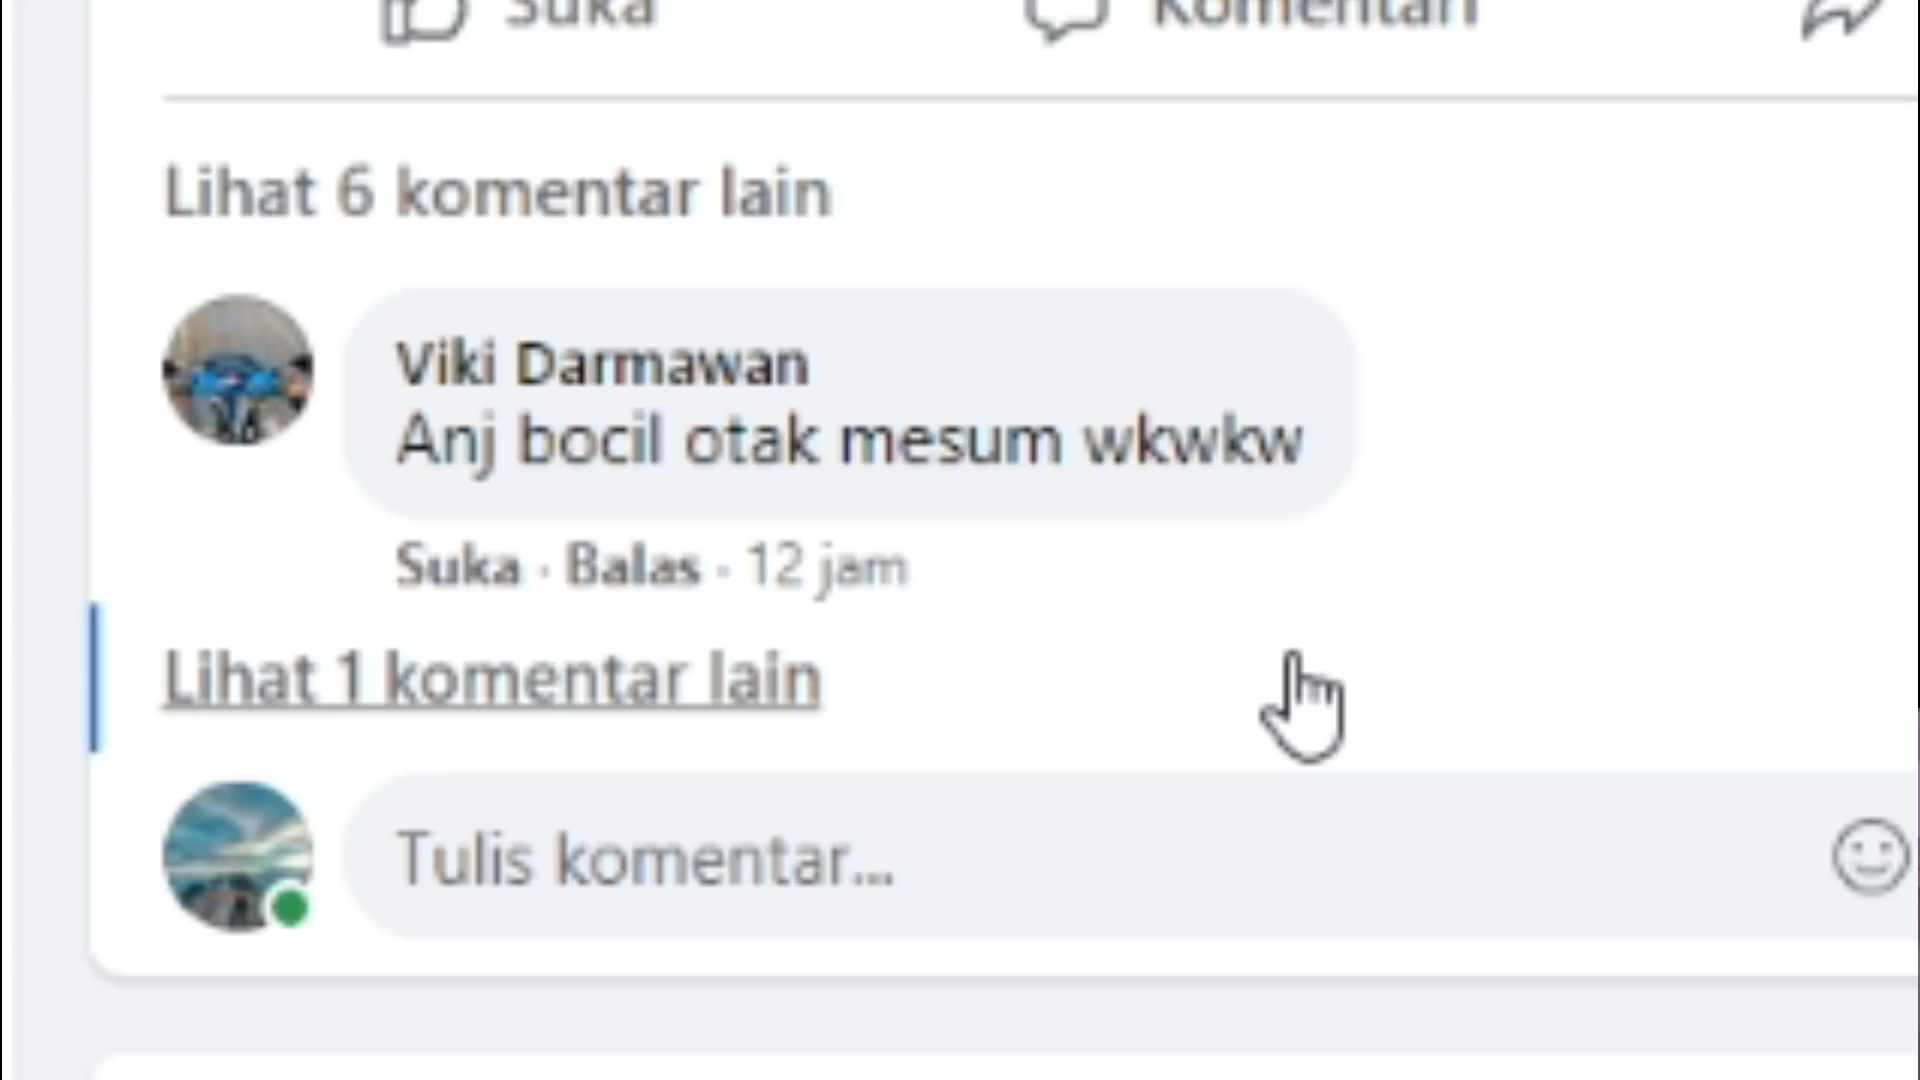 Suka Komentari
Lihat 6 komentar lain
Viki Darmawan
Anj bocil otak mesum wkwkw
Suka · Balas · 12 jam
Lihat 1 komentar lain
Tulis komentar...